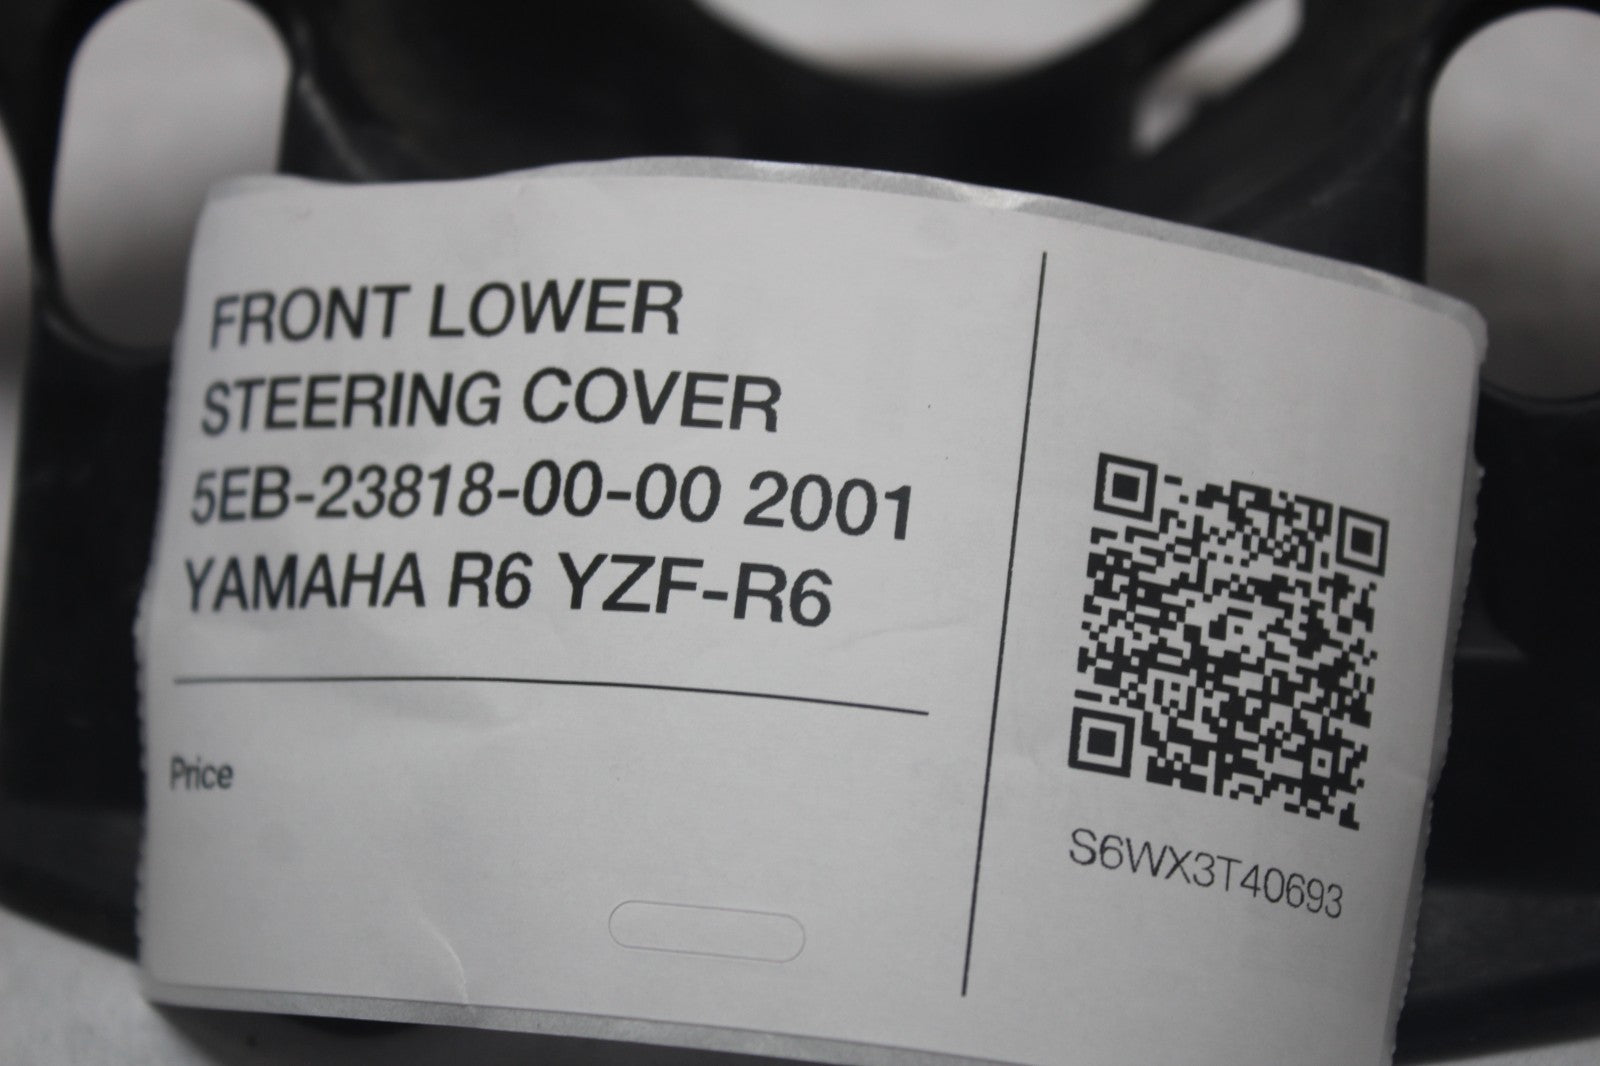 FRONT LOWER
STEERING COVER
5EB-23818-00-00 2001
YAMAHA R6 YZF-R6
Price
S6WX3T40693